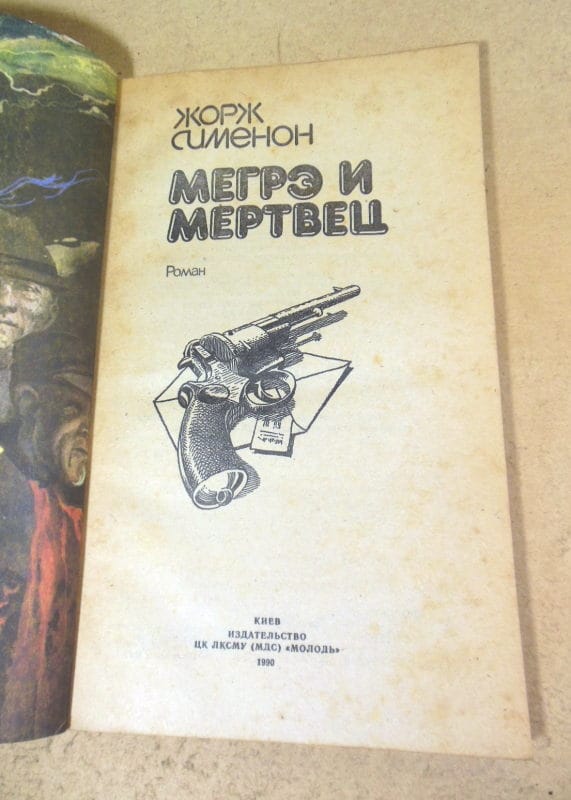 ЖОРЖ
СИМЕНОН
МЕГРЭ И
МЕРТВЕЦ
Роман
КИЕВ
ИЗДАТЕЛЬСТВО
ЦК ЛКСМУ (МДС) «МОЛОДЬ»
1990